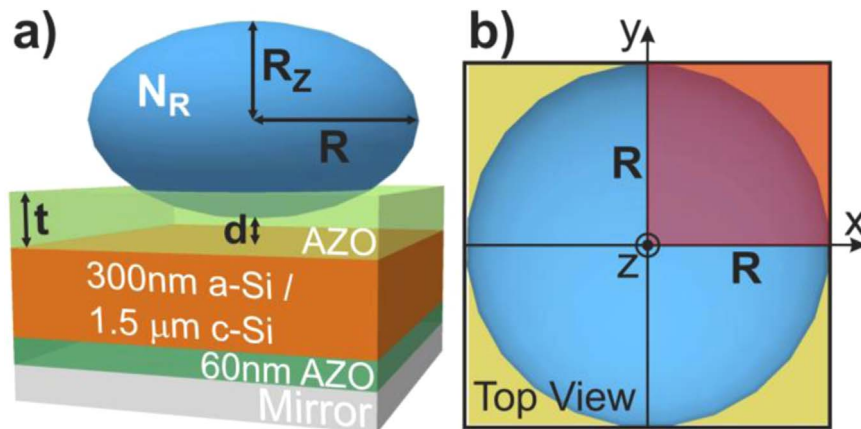 a)
N_R
R_Z
R
t
d
AZO
300nm a-Si /
1.5 μm c-Si
60nm AZO
Mirror
b)
y
R
x
z
R
Top View